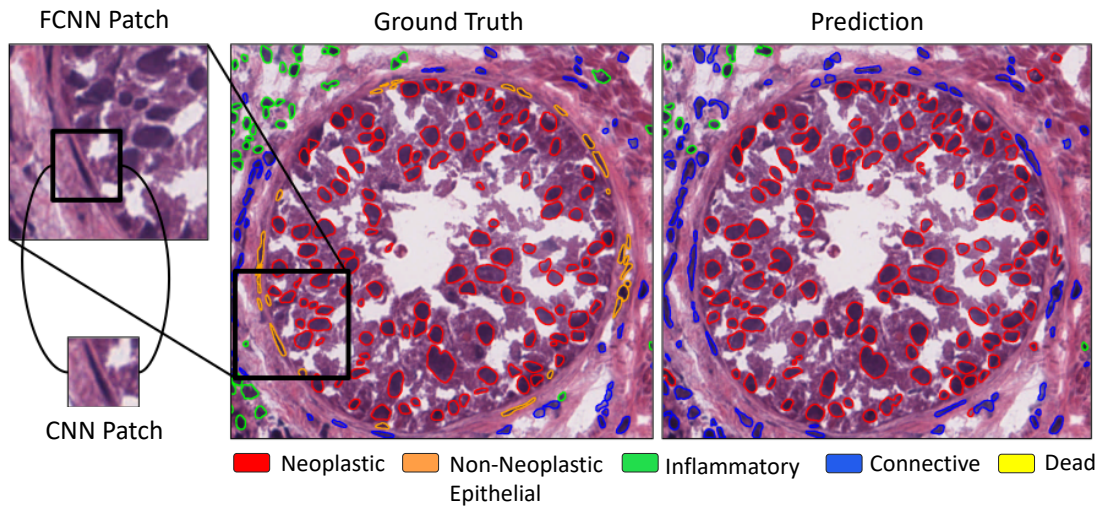 FCNN Patch
Ground Truth
Prediction
CNN Patch
Neoplastic
Non-Neoplastic
Epithelial
Inflammatory
Connective
Dead